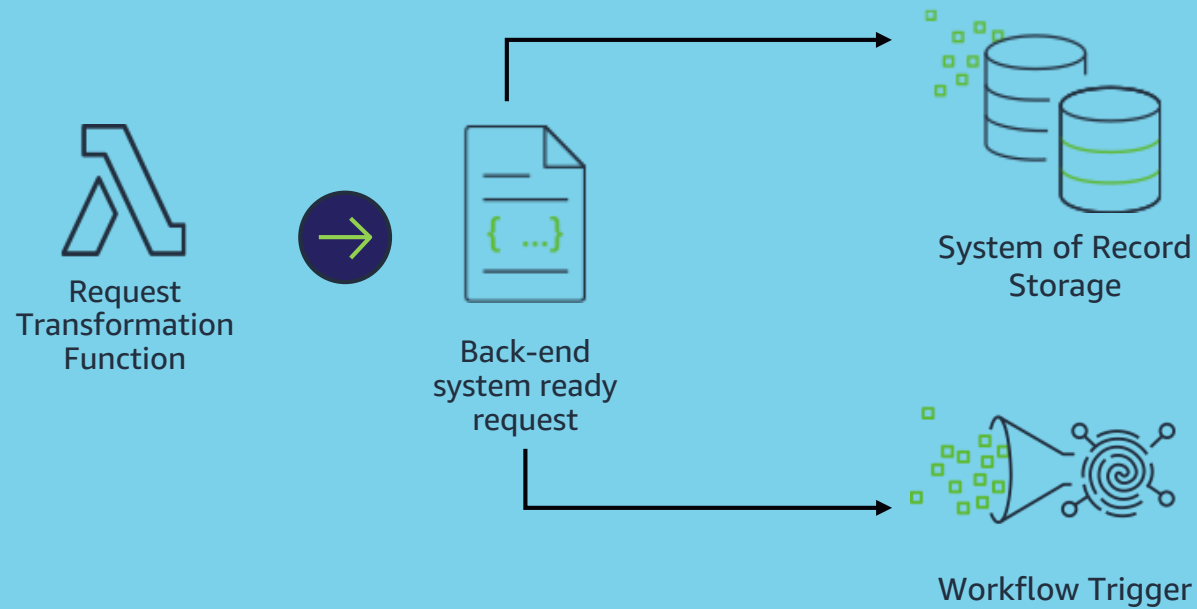 Request
Transformation
Function
{ ...}
Back-end
system ready
request
System of Record
Storage
Workflow Trigger